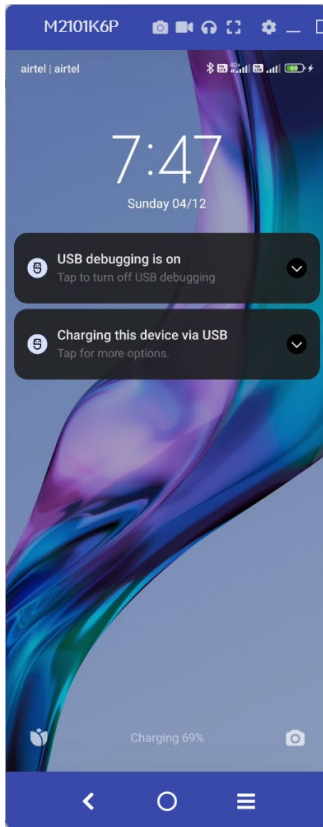 M2101K6P
airtel | airtel
7:47
Sunday 04/12
USB debugging is on
Tap to turn off USB debugging
Charging this device via USB
Tap for more options.
Charging 69%